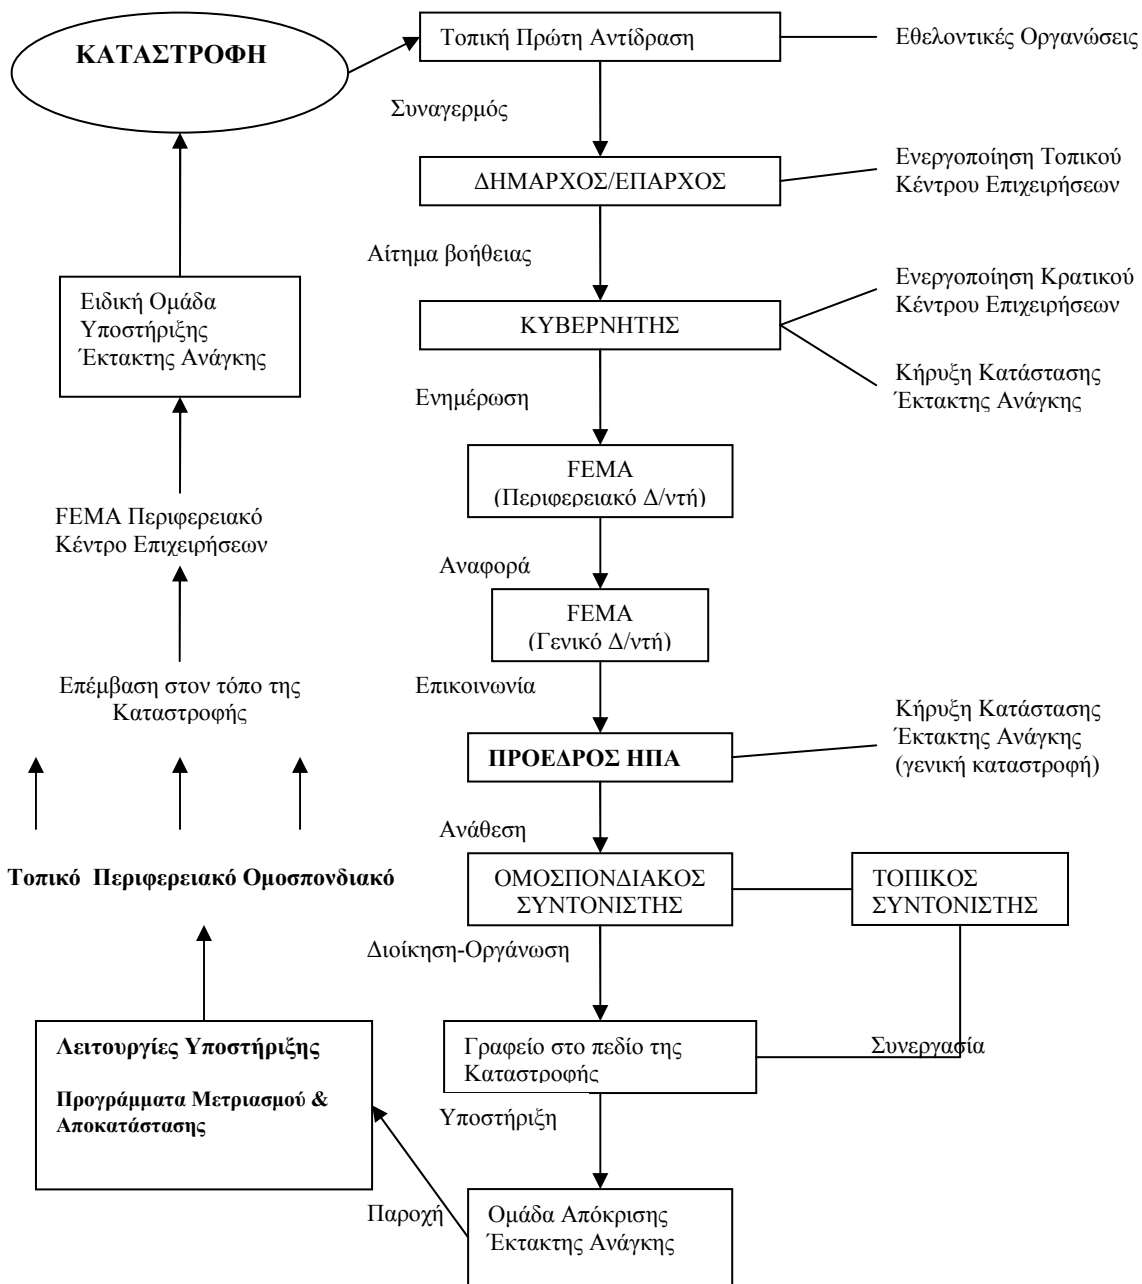 ΚΑΤΑΣΤΡΟΦΗ
Τοπική Πρώτη Αντίδραση
Εθελοντικές Οργανώσεις
Συναγερμός
ΔΗΜΑΡΧΟΣ/ΕΠΑΡΧΟΣ
Ενεργοποίηση Τοπικού
Κέντρου Επιχειρήσεων
Αίτημα βοήθειας
ΚΥΒΕΡΝΗΤΗΣ
Ενεργοποίηση Κρατικού
Κέντρου Επιχειρήσεων
Κήρυξη Κατάστασης
Έκτακτης Ανάγκης
Ενημέρωση
FEMA
(Περιφερειακό Δ/ντή)
Αναφορά
FEMA
(Γενικό Δ/ντή)
Επικοινωνία
ΠΡΟΕΔΡΟΣ ΗΠΑ
Κήρυξη Κατάστασης
Έκτακτης Ανάγκης
(γενική καταστροφή)
Ανάθεση
ΟΜΟΣΠΟΝΔΙΑΚΟΣ
ΣΥΝΤΟΝΙΣΤΗΣ
ΤΟΠΙΚΟΣ
ΣΥΝΤΟΝΙΣΤΗΣ
Διοίκηση-Οργάνωση
Γραφείο στο πεδίο της
Καταστροφής
Συνεργασία
Υποστήριξη
Ομάδα Απόκρισης
Έκτακτης Ανάγκης
Παροχή
Λειτουργίες Υποστήριξης
Προγράμματα Μετριασμού &
Αποκατάστασης
Τοπικό Περιφερειακό Ομοσπονδιακό
Επέμβαση στον τόπο της
Καταστροφής
FEMA Περιφερειακό
Κέντρο Επιχειρήσεων
Ειδική Ομάδα
Υποστήριξης
Έκτακτης Ανάγκης